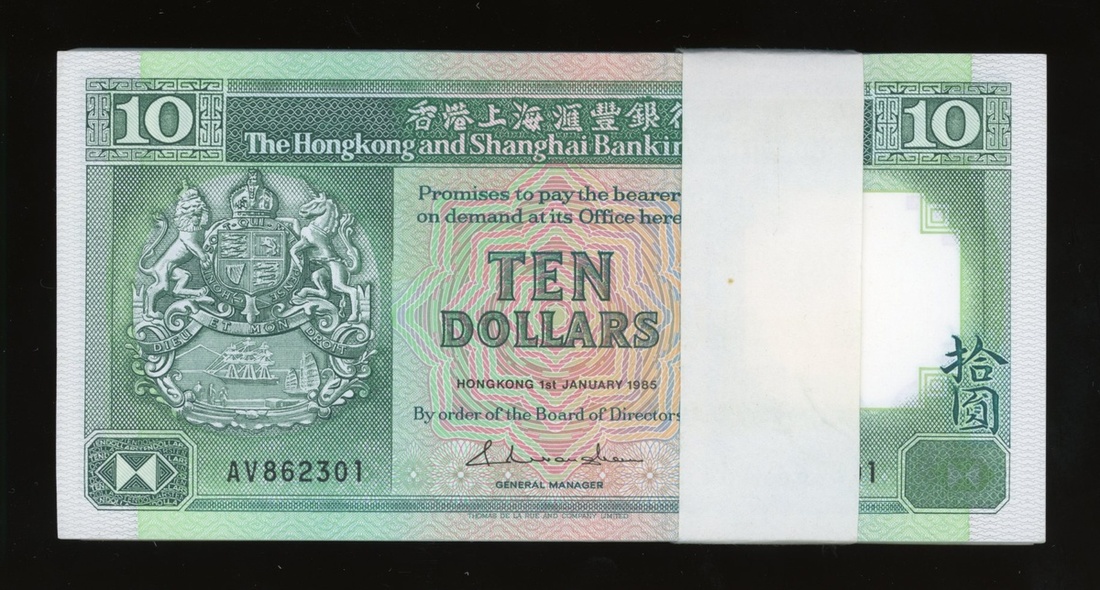 10
香港上海滙豐銀
The Hongkong and Shanghai Bankin
10
Promises to pay the bearer
on demand at its Office here
TEN
DOLLARS
HONGKONG 1st JANUARY 1985
By order of the Board of Directors
GENERAL MANAGER
AV862301
1
拾圓
DIEU ET MON DROIT
THOMAS DE LA RUE AND COMPANY LIMITED